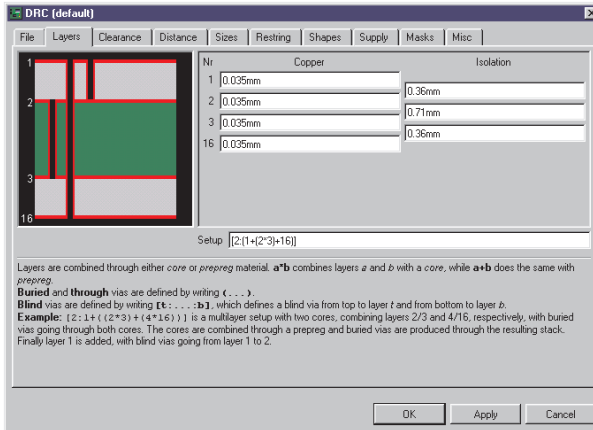 DRC (default)
File Layers Clearance Distance Sizes Restring Shapes Supply Masks Misc
Nr Copper Isolation
1
2
3
16
1 0.035mm
0.36mm
2 0.035mm
0.71mm
3 0.035mm
0.36mm
16 0.035mm
Setup [2:(1+(2*3)+16)]
Layers are combined through either core or prepreg material. a*b combines layers a and b with a core, while a+b does the same with
prepreg.
Buried and through vias are defined by writing (...).
Blind vias are defined by writing [t:...:b], which defines a blind via from top to layer t and from bottom to layer b.
Example: [2:1+((2*3)+(4*16))] is a multilayer setup with two cores, combining layers 2/3 and 4/16, respectively, with buried
vias going through both cores. The cores are combined through a prepreg and buried vias are produced through the resulting stack.
Finally layer 1 is added, with blind vias going from layer 1 to 2.
OK Apply Cancel